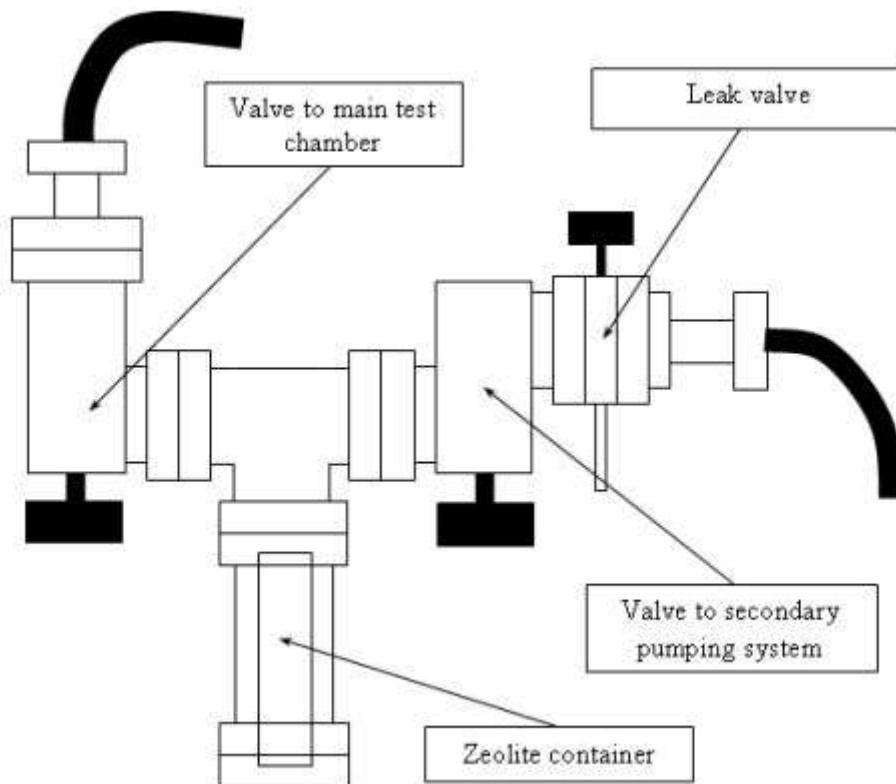 Valve to main test
chamber
Leak valve
Valve to secondary
pumping system
Zeolite container